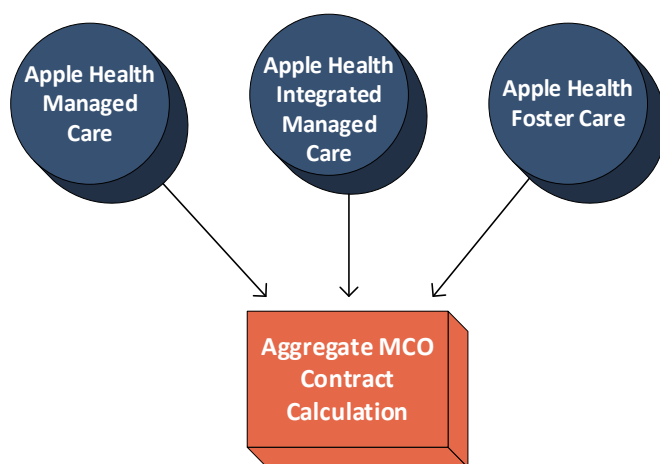 Apple Health
Managed
Care
Apple Health
Integrated
Managed
Care
Apple Health
Foster Care
Aggregate MCO
Contract
Calculation